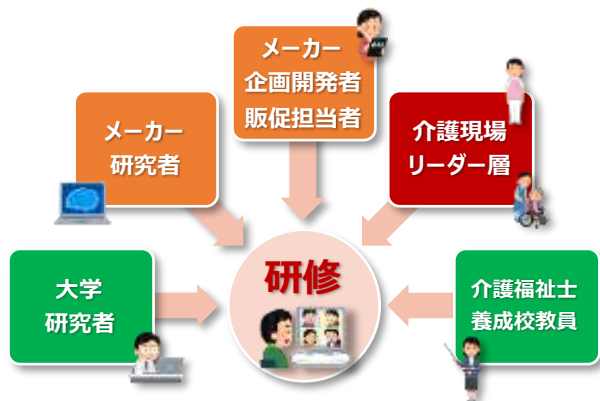 メーカー
企画開発者
販促担当者
メーカー
研究者
介護現場
リーダー層
大学
研究者
研修
介護福祉士
養成校教員